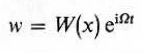 w = W(x) e^{iΩt}